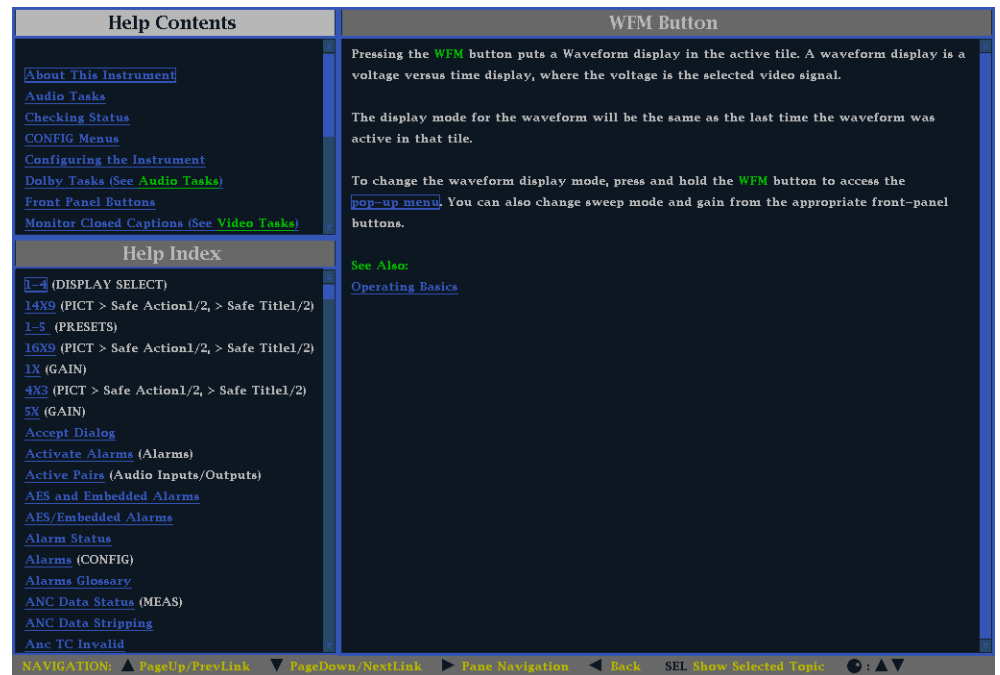 Help Contents
About This Instrument
Audio Tasks
Checking Status
CONFIG Menus
Configuring the Instrument
Dolby Tasks (See Audio Tasks)
Front Panel Buttons
Monitor Closed Captions (See Video Tasks)
Help Index
1-4 (DISPLAY SELECT)
14X9 (PICT > Safe Action1/2, > Safe Title1/2)
1-5 (PRESETS)
16X9 (PICT > Safe Action1/2, > Safe Title1/2)
1X (GAIN)
4X3 (PICT > Safe Action1/2, > Safe Title1/2)
5X (GAIN)
Accept Dialog
Activate Alarms (Alarms)
Active Pairs (Audio Inputs/Outputs)
AES and Embedded Alarms
AES/Embedded Alarms
Alarm Status
Alarms (CONFIG)
Alarms Glossary
ANC Data Status (MEAS)
ANC Data Stripping
Anc TC Invalid
WFM Button
Pressing the WFM button puts a Waveform display in the active tile. A waveform display is a
voltage versus time display, where the voltage is the selected video signal.
The display mode for the waveform will be the same as the last time the waveform was
active in that tile.
To change the waveform display mode, press and hold the WFM button to access the
pop-up menu. You can also change sweep mode and gain from the appropriate front-panel
buttons.
See Also:
Operating Basics
NAVIGATION: ▲ PageUp/PrevLink ▼ PageDown/NextLink ► Pane Navigation ◄ Back SEL Show Selected Topic : ▲▼